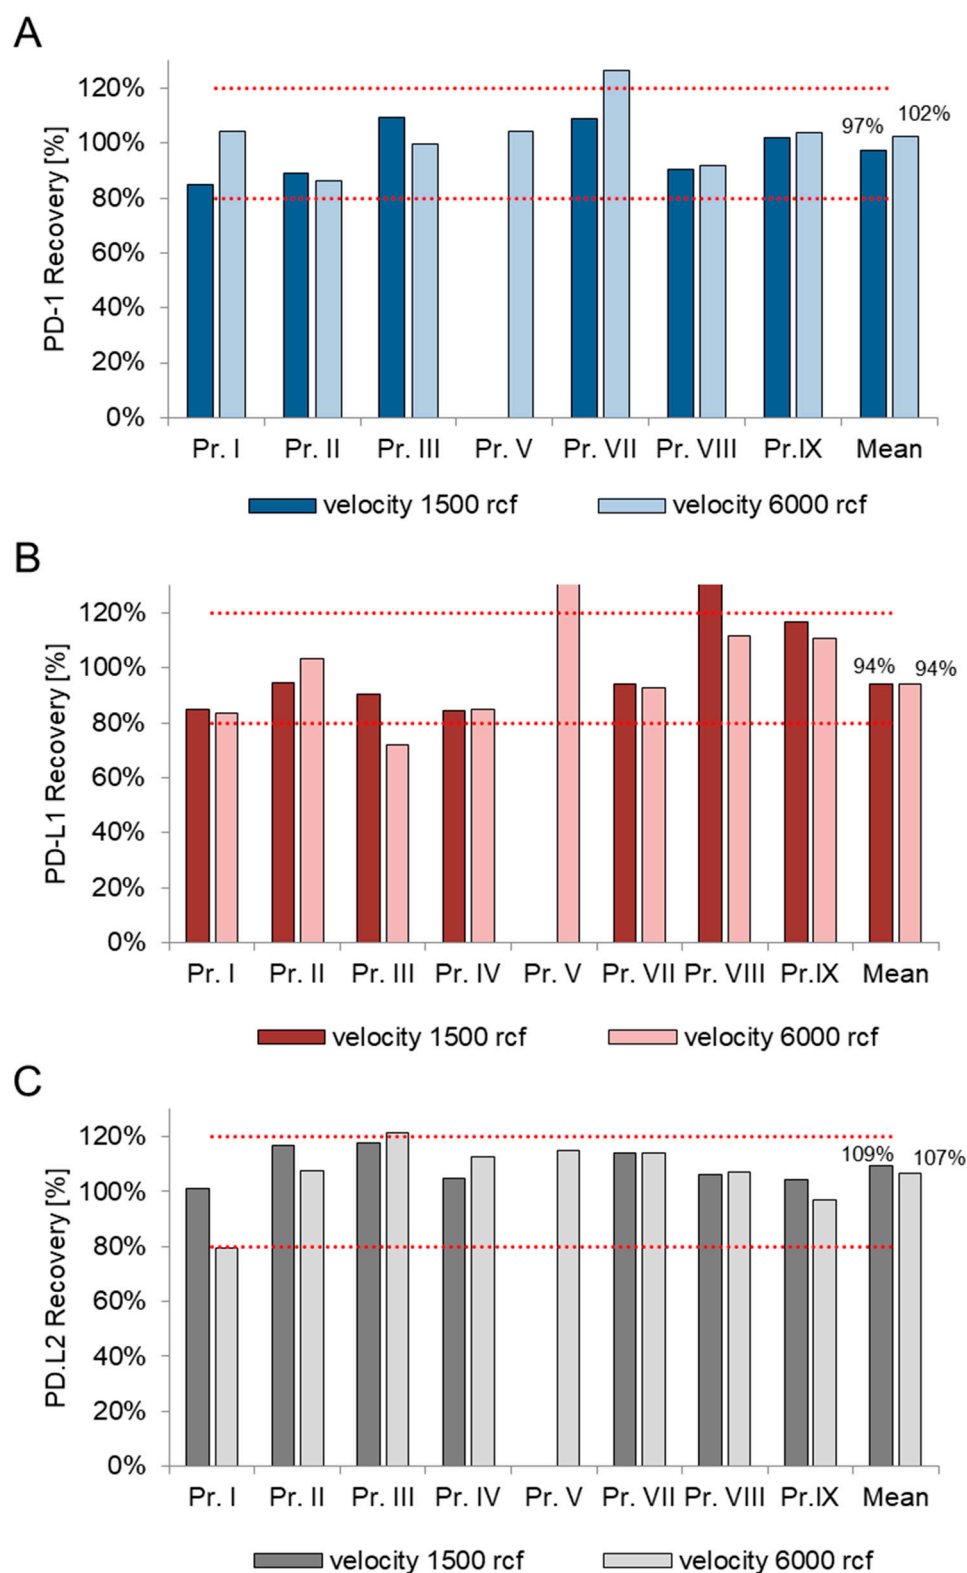 A
PD-1 Recovery [%]
120%
100%
80%
60%
40%
20%
0%
97% 102%
Pr. I Pr. II Pr. III Pr. V Pr. VII Pr. VIII Pr.IX Mean
velocity 1500 rcf velocity 6000 rcf
B
PD-L1 Recovery [%]
120%
100%
80%
60%
40%
20%
0%
94% 94%
Pr. I Pr. II Pr. III Pr. IV Pr. V Pr. VII Pr. VIII Pr.IX Mean
velocity 1500 rcf velocity 6000 rcf
C
PD.L2 Recovery [%]
120%
100%
80%
60%
40%
20%
0%
109% 107%
Pr. I Pr. II Pr. III Pr. IV Pr. V Pr. VII Pr. VIII Pr.IX Mean
velocity 1500 rcf velocity 6000 rcf